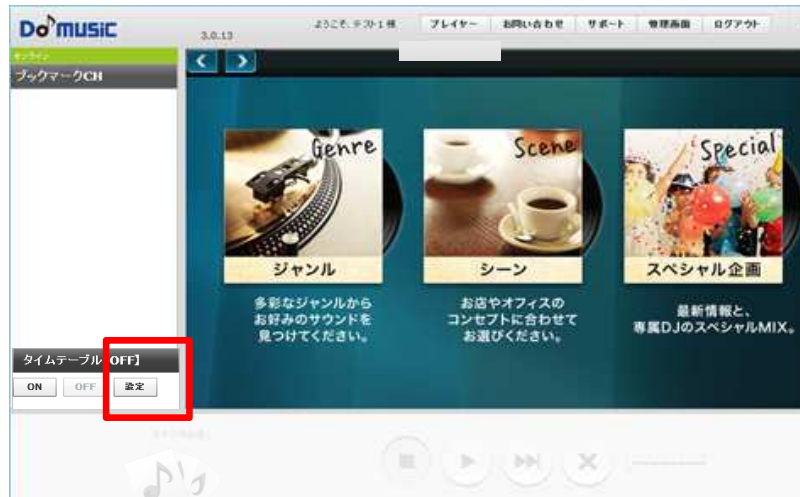 Do♪MUSIC
3.0.13
ようこそ、テスト1 様
プレイヤー
お問い合わせ
サポート
管理画面
ログアウト
オンライン
ブックマークCH
Genre
ジャンル
多彩なジャンルから
お好みのサウンドを
見つけてください。
Scene
シーン
お店やオフィスの
コンセプトに合わせて
お選びください。
Special
スペシャル企画
最新情報と、
専属DJのスペシャルMIX。
タイムテーブル【OFF】
ON
OFF
設定